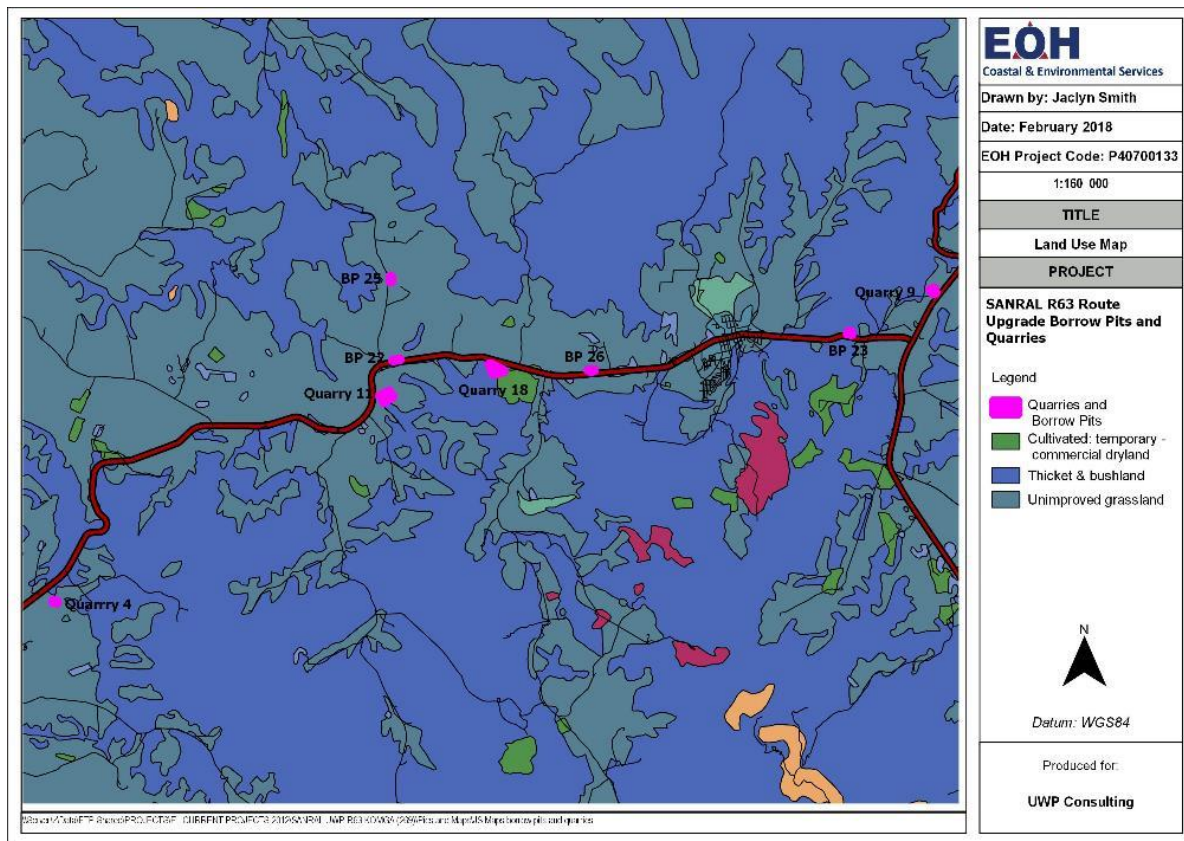 BP 25
Quarry 9
BP 22
BP 26
BP 23
Quarry 11
Quarry 18
Quarrry 4
EOH
Coastal & Environmental Services
Drawn by: Jaclyn Smith
Date: February 2018
EOH Project Code: P40700133
1:160 000
TITLE
Land Use Map
PROJECT
SANRAL R63 Route
Upgrade Borrow Pits and
Quarries
Legend
Quarries and
Borrow Pits
Cultivated: temporary -
commercial dryland
Thicket & bushland
Unimproved grassland
N
Datum: WGS84
Produced for:
UWP Consulting